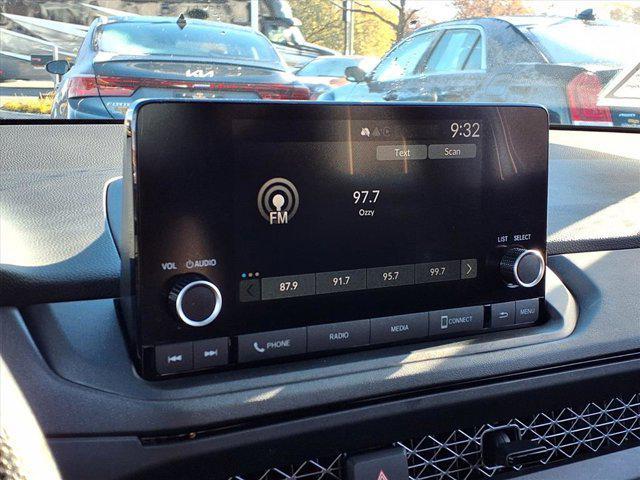 KIA
9:32
Text Scan
97.7
Ozzy
FM
LIST SELECT
VOL AUDIO
87.9 91.7 95.7 99.7
PHONE RADIO MEDIA CONNECT MENU